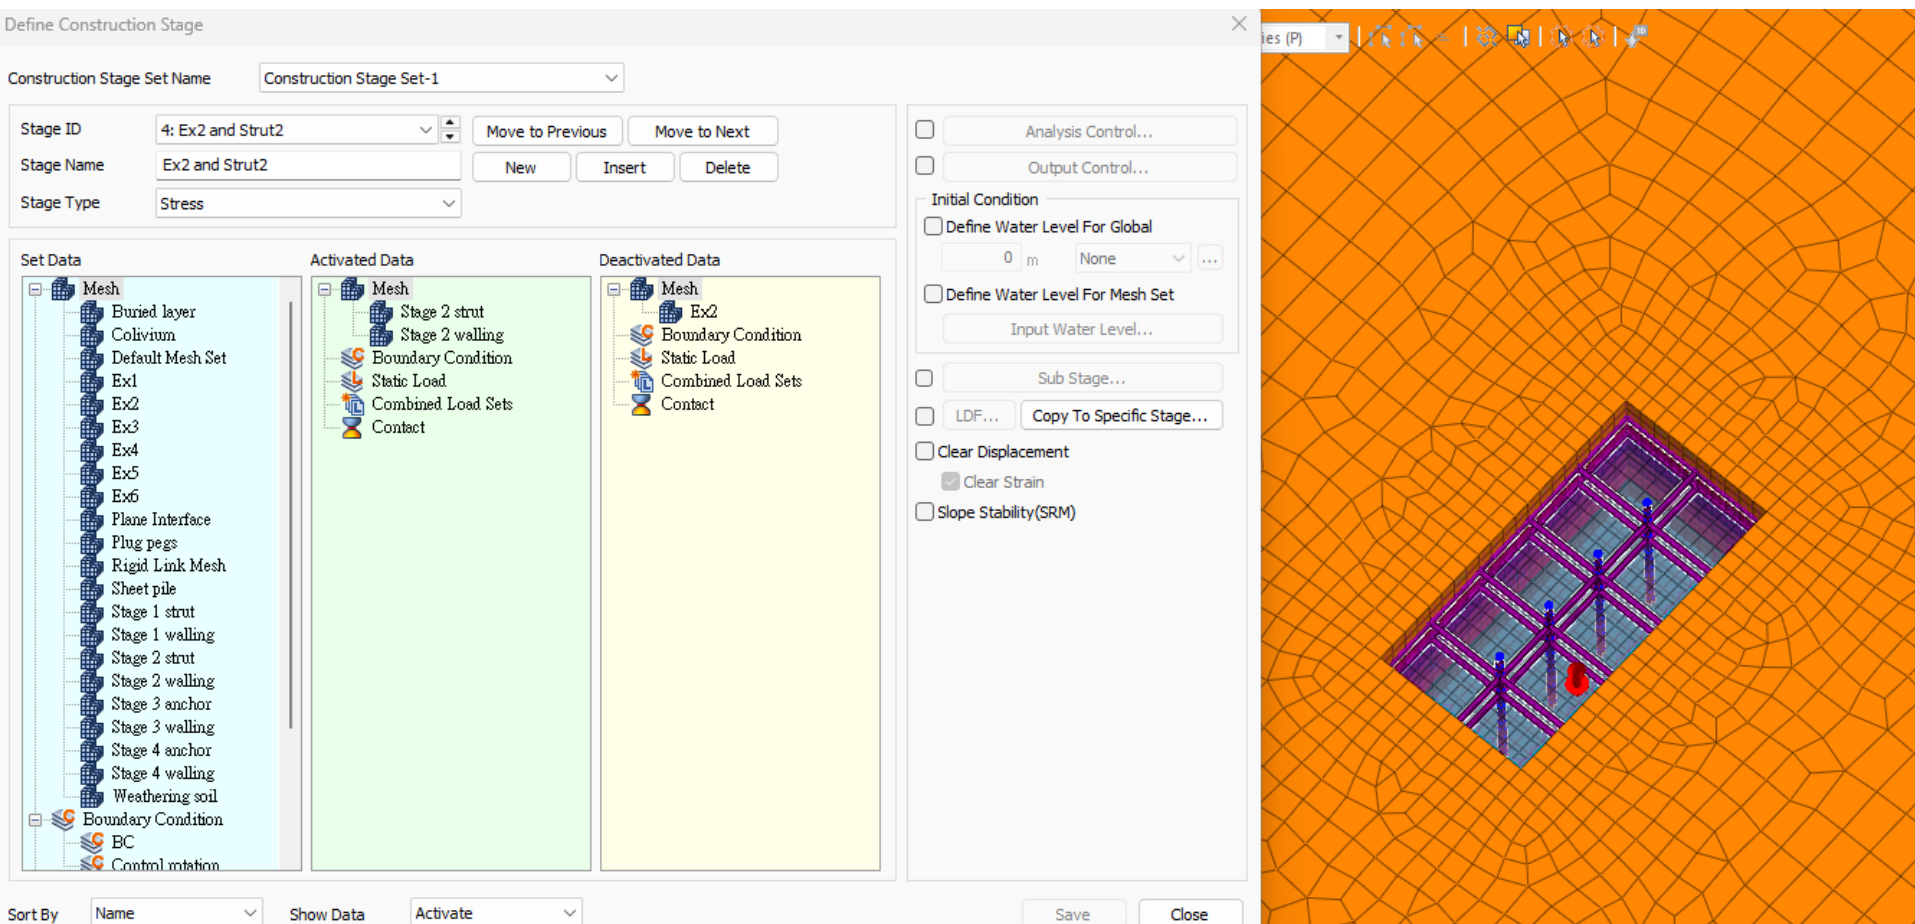 Define Construction Stage
ies (P)
Construction Stage Set Name
Construction Stage Set-1
Stage ID
4: Ex2 and Strut2
Move to Previous
Move to Next
Stage Name
Ex2 and Strut2
New
Insert
Delete
Stage Type
Stress
Set Data
Mesh
Buried layer
Colivium
Default Mesh Set
Ex1
Ex2
Ex3
Ex4
Ex5
Ex6
Plane Interface
Plug pegs
Rigid Link Mesh
Sheet pile
Stage 1 strut
Stage 1 walling
Stage 2 strut
Stage 2 walling
Stage 3 anchor
Stage 3 walling
Stage 4 anchor
Stage 4 walling
Weathering soil
Boundary Condition
BC
Control rotation
Activated Data
Mesh
Stage 2 strut
Stage 2 walling
Boundary Condition
Static Load
Combined Load Sets
Contact
Deactivated Data
Mesh
Ex2
Boundary Condition
Static Load
Combined Load Sets
Contact
Analysis Control...
Output Control...
Initial Condition
Define Water Level For Global
0 m
None
...
Define Water Level For Mesh Set
Input Water Level...
Sub Stage...
LDF...
Copy To Specific Stage...
Clear Displacement
Clear Strain
Slope Stability(SRM)
Sort By
Name
Show Data
Activate
Save
Close